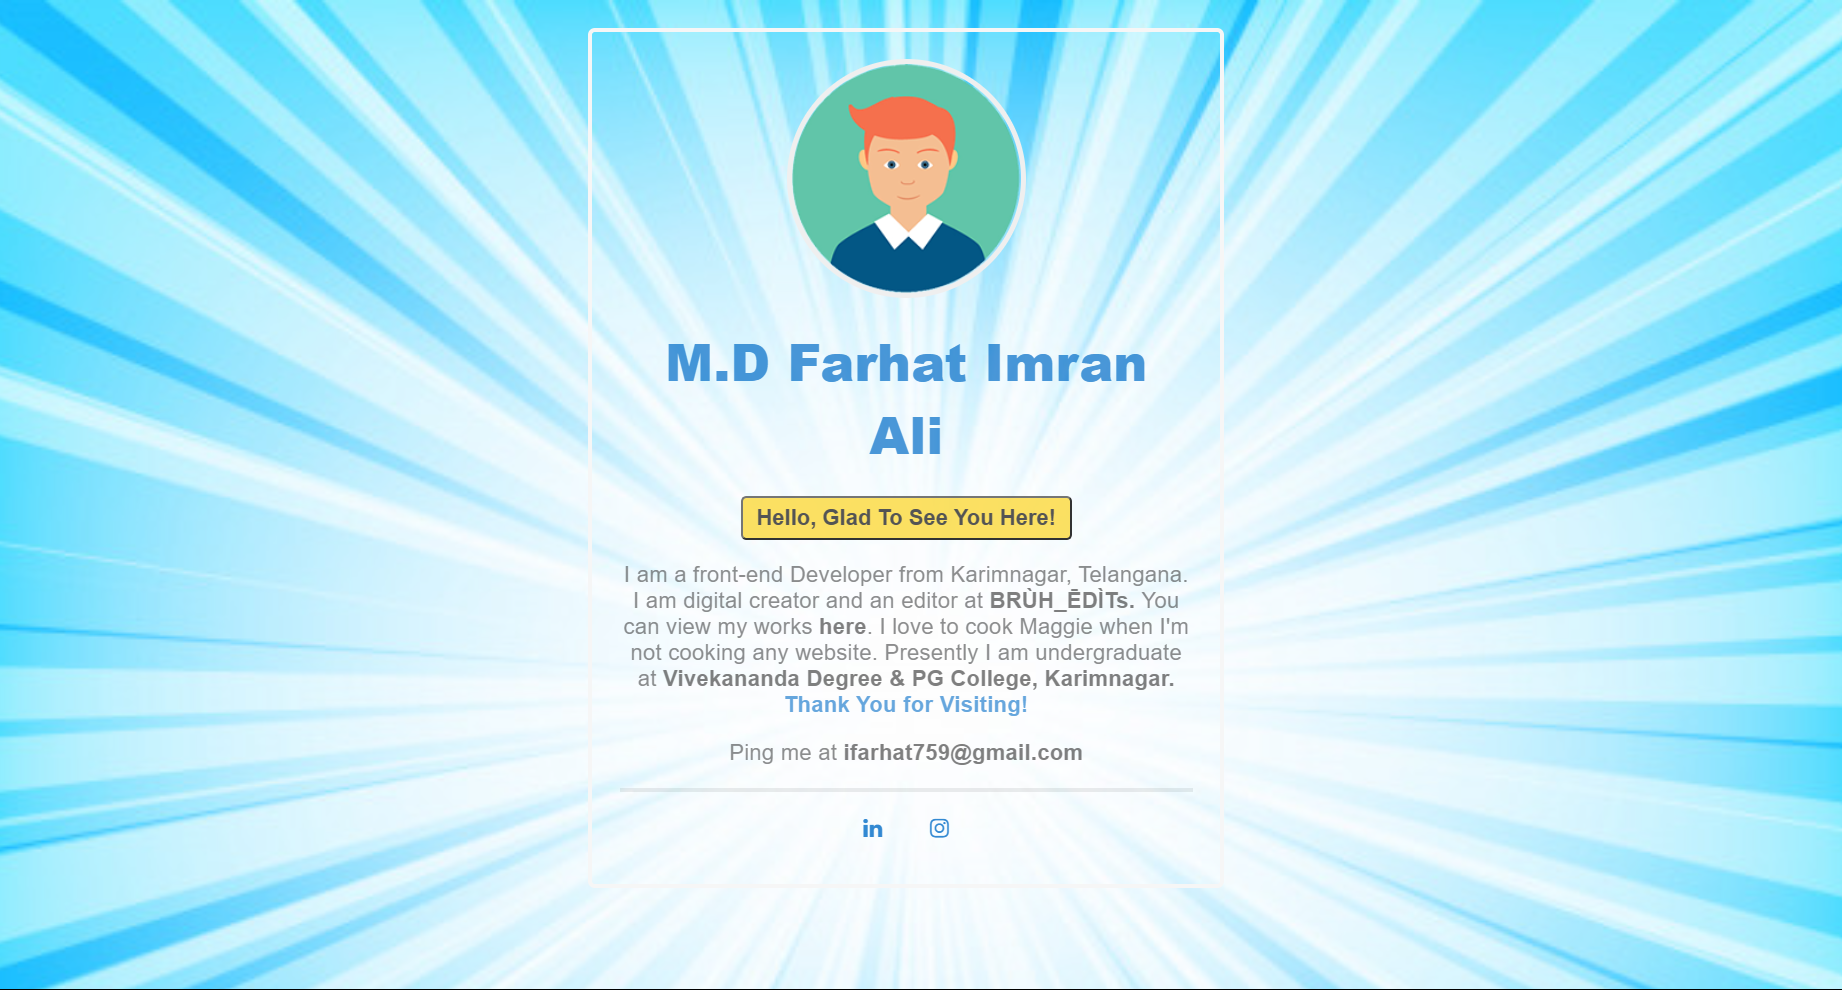 M.D Farhat Imran
Ali
Hello, Glad To See You Here!
I am a front-end Developer from Karimnagar, Telangana.
I am digital creator and an editor at BRÙH_ĒDÌTs. You
can view my works here. I love to cook Maggie when I'm
not cooking any website. Presently I am undergraduate
at Vivekananda Degree & PG College, Karimnagar.
Thank You for Visiting!
Ping me at ifarhat759@gmail.com
in